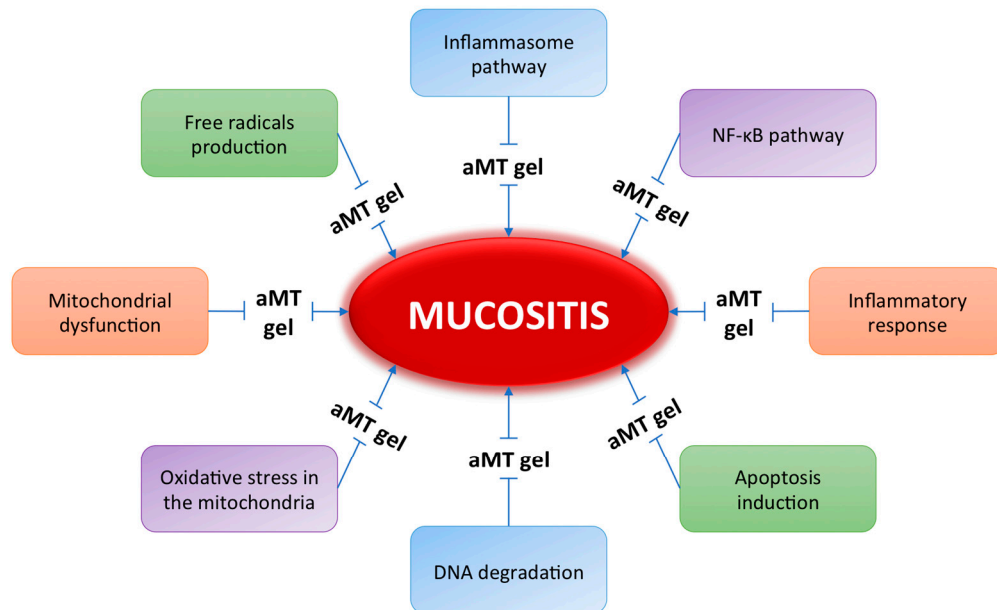 Inflammasome
pathway
Free radicals
production
NF-κB pathway
aMT gel
aMT gel
aMT gel
Mitochondrial
dysfunction
aMT
gel
MUCOSITIS
aMT
gel
Inflammatory
response
aMT gel
aMT gel
aMT gel
Oxidative stress in
the mitochondria
Apoptosis
induction
DNA degradation